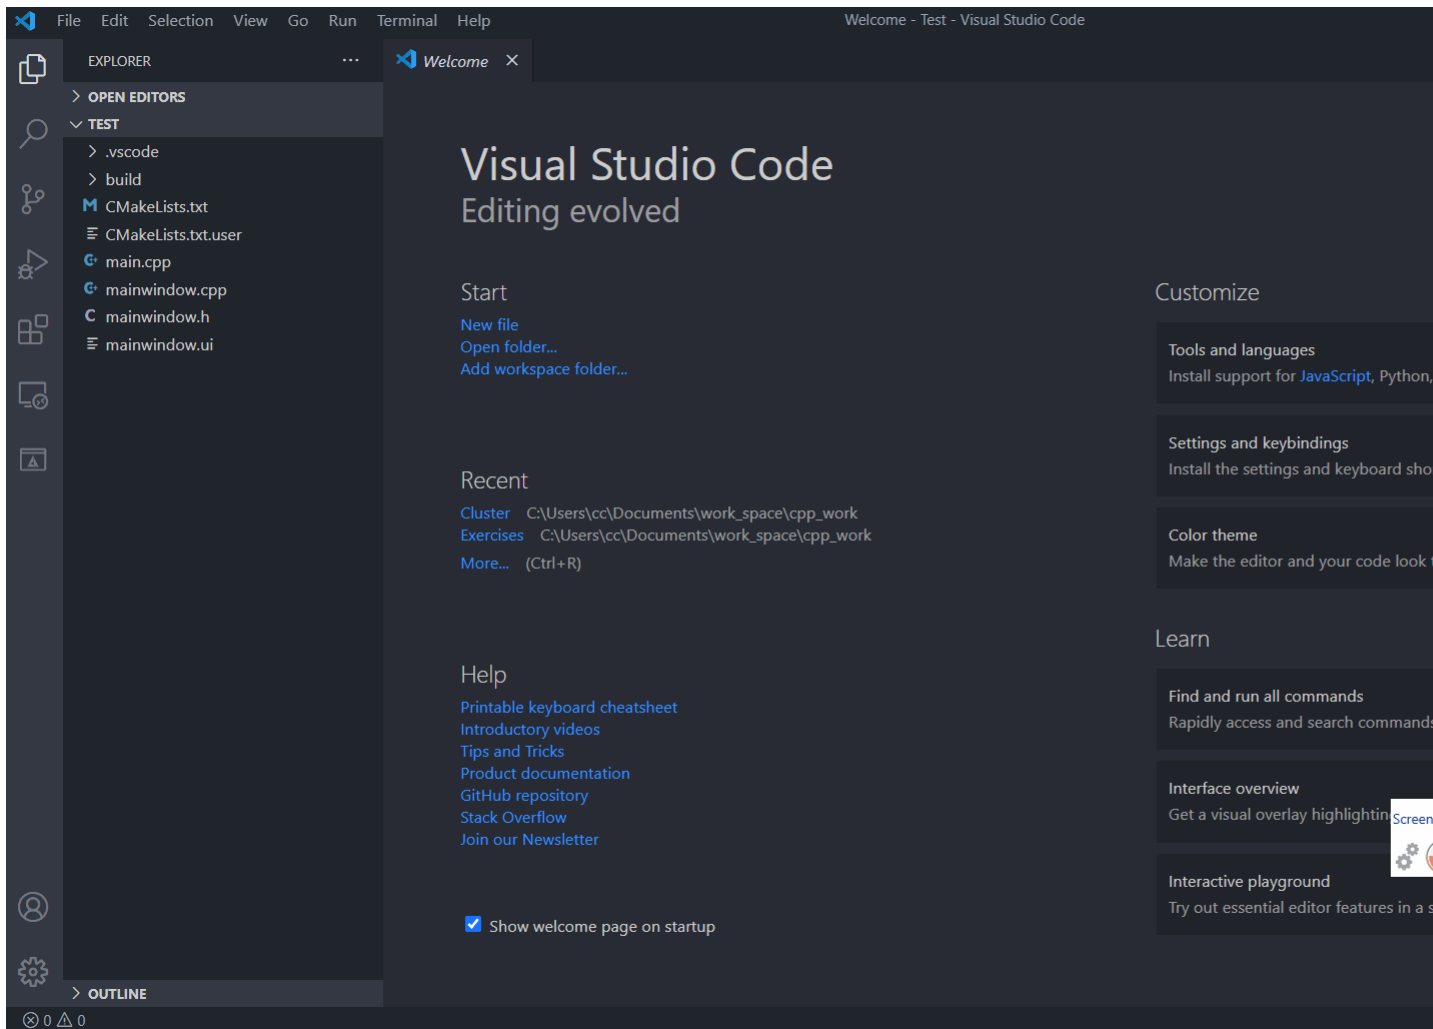 File Edit Selection View Go Run Terminal Help
Welcome - Test - Visual Studio Code
EXPLORER
Welcome
OPEN EDITORS
TEST
.vscode
build
CMakeLists.txt
CMakeLists.txt.user
main.cpp
mainwindow.cpp
mainwindow.h
mainwindow.ui
OUTLINE
Visual Studio Code
Editing evolved
Start
New file
Open folder...
Add workspace folder...
Recent
Cluster C:\Users\cc\Documents\work_space\cpp_work
Exercises C:\Users\cc\Documents\work_space\cpp_work
More... (Ctrl+R)
Help
Printable keyboard cheatsheet
Introductory videos
Tips and Tricks
Product documentation
GitHub repository
Stack Overflow
Join our Newsletter
Show welcome page on startup
Customize
Tools and languages
Install support for JavaScript, Python,
Settings and keybindings
Install the settings and keyboard sho
Color theme
Make the editor and your code look
Learn
Find and run all commands
Rapidly access and search commands
Interface overview
Get a visual overlay highlightin
Screen
Interactive playground
Try out essential editor features in a s
0 0